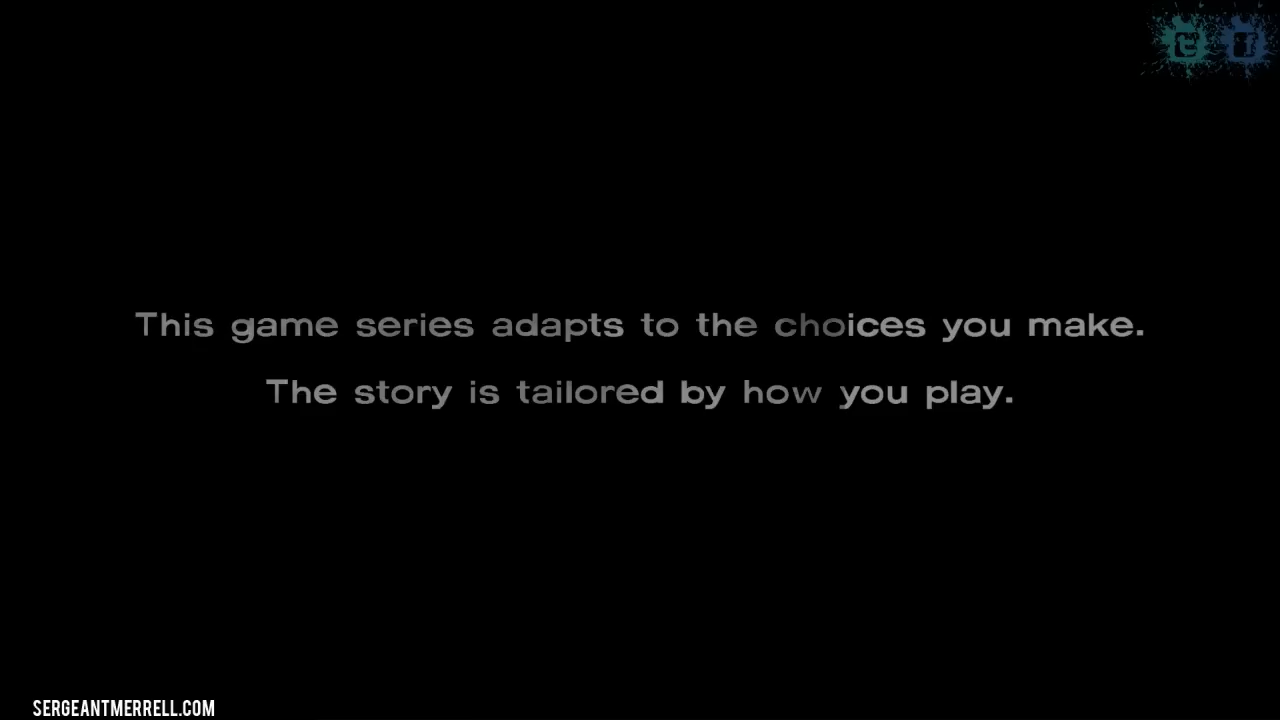 This game series adapts to the choices you make.
The story is tailored by how you play.
SERGEANTMERRELL.COM